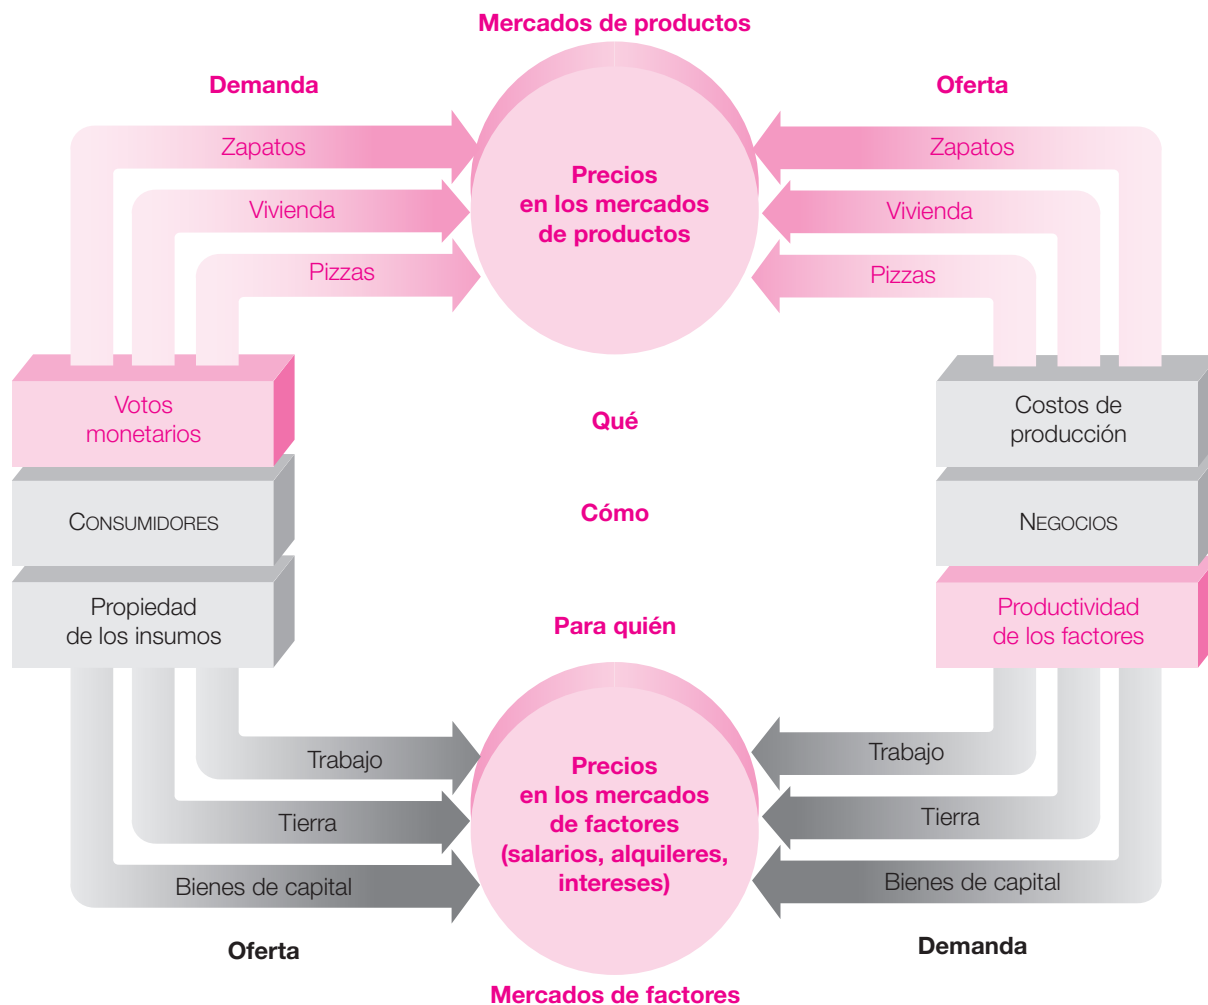 Mercados de productos
Demanda
Oferta
Zapatos
Zapatos
Vivienda
Vivienda
Pizzas
Pizzas
Precios
en los mercados
de productos
Votos
monetarios
Qué
Costos de
producción
CONSUMIDORES
Cómo
NEGOCIOS
Propiedad
de los insumos
Para quién
Productividad
de los factores
Trabajo
Trabajo
Tierra
Tierra
Bienes de capital
Bienes de capital
Precios
en los mercados
de factores
(salarios, alquileres,
intereses)
Oferta
Demanda
Mercados de factores